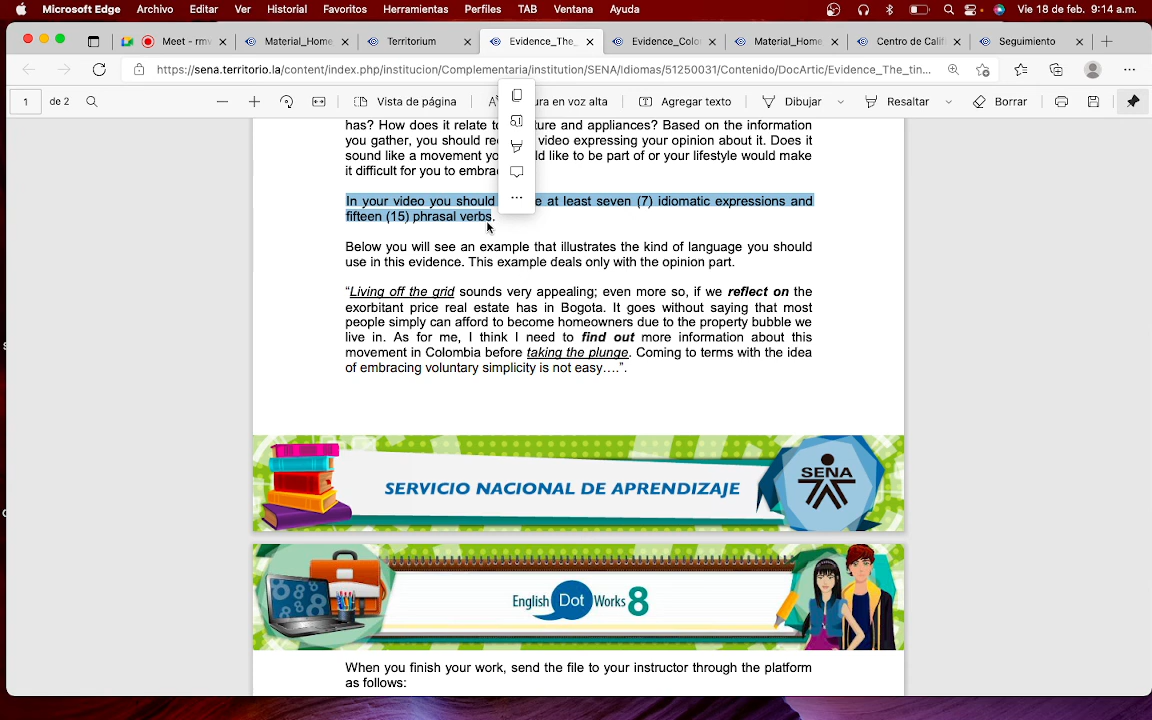 Microsoft Edge Archivo Editar Ver Historial Favoritos Herramientas Perfiles TAB Ventana Ayuda Vie 18 de feb. 9:14 a.m.
Meet - rmv Material_Home Territorium Evidence_The_ Evidence_Colo Material_Home Centro de Calif Seguimiento
https://sena.territorio.la/content/index.php/institucion/Complementaria/institution/SENA/Idiomas/51250031/Contenido/DocArtic/Evidence_The_tin...
1 de 2 Vista de página ura en voz alta Agregar texto Dibujar Resaltar Borrar
has? How does it relate to ture and appliances? Based on the information
you gather, you should re video expressing your opinion about it. Does it
sound like a movement yo ld like to be part of or your lifestyle would make
it difficult for you to embra
In your video you should e at least seven (7) idiomatic expressions and
fifteen (15) phrasal verbs.
Below you will see an example that illustrates the kind of language you should
use in this evidence. This example deals only with the opinion part.
“Living off the grid sounds very appealing; even more so, if we reflect on the
exorbitant price real estate has in Bogota. It goes without saying that most
people simply can afford to become homeowners due to the property bubble we
live in. As for me, I think I need to find out more information about this
movement in Colombia before taking the plunge. Coming to terms with the idea
of embracing voluntary simplicity is not easy….”.
SERVICIO NACIONAL DE APRENDIZAJE
SENA
English Dot Works 8
When you finish your work, send the file to your instructor through the platform
as follows: